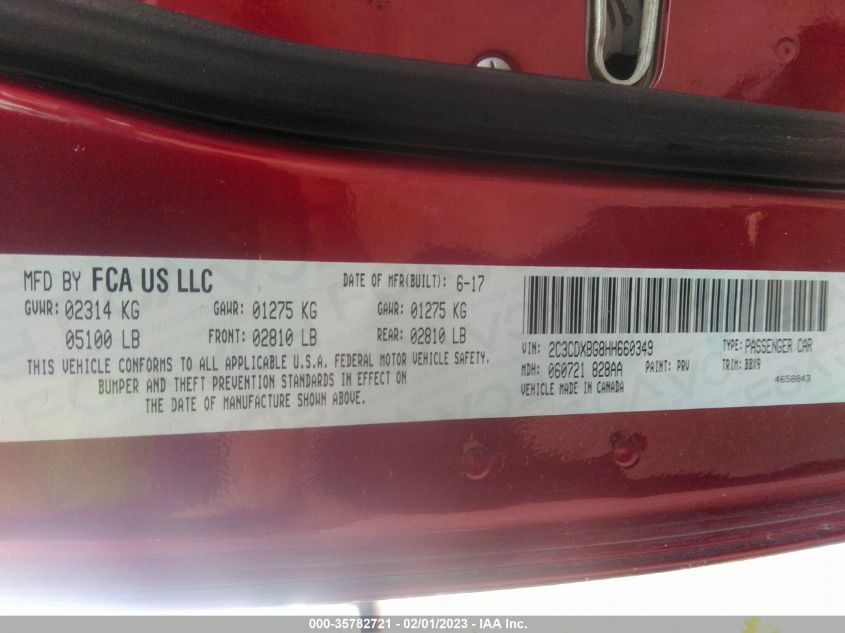 MFD BY FCA US LLC DATE OF MFR(BUILT): 6-17
GVWR: 02314 KG GAWR: 01275 KG GAWR: 01275 KG
05100 LB FRONT: 02810 LB REAR: 02810 LB
THIS VEHICLE CONFORMS TO ALL APPLICABLE U.S.A. FEDERAL MOTOR VEHICLE SAFETY,
BUMPER AND THEFT PREVENTION STANDARDS IN EFFECT ON
THE DATE OF MANUFACTURE SHOWN ABOVE.
VIN: 2C3CDXBG8HH660349 TYPE: PASSENGER CAR
MDH: 060721 828AA PAINT: PRV TRIM: BBX9
VEHICLE MADE IN CANADA 4658843
000-35782721 - 02/01/2023 - IAA Inc.